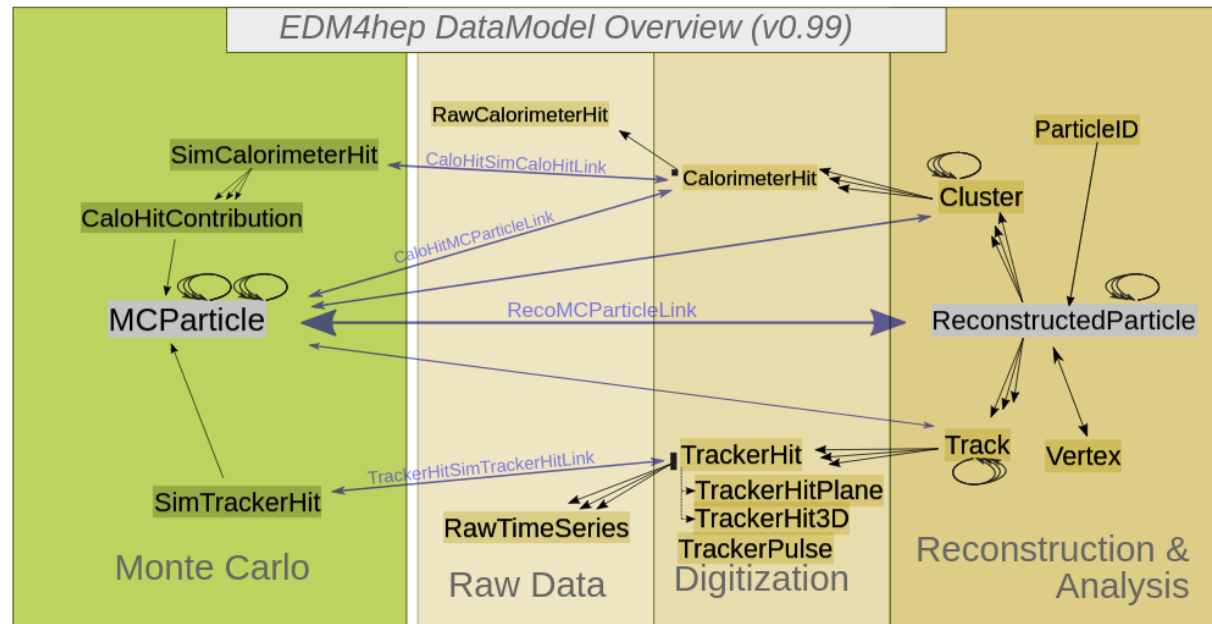 EDM4hep DataModel Overview (v0.99)
RawCalorimeterHit
ParticleID
SimCalorimeterHit
CaloHitSimCaloHitLink
CalorimeterHit
Cluster
CaloHitContribution
CaloHitMCParticleLink
MCParticle
RecoMCParticleLink
ReconstructedParticle
Track
TrackerHit
Vertex
TrackerHitSimTrackerHitLink
SimTrackerHit
TrackerHitPlane
TrackerHit3D
RawTimeSeries
TrackerPulse
Monte Carlo
Raw Data
Digitization
Reconstruction &
Analysis